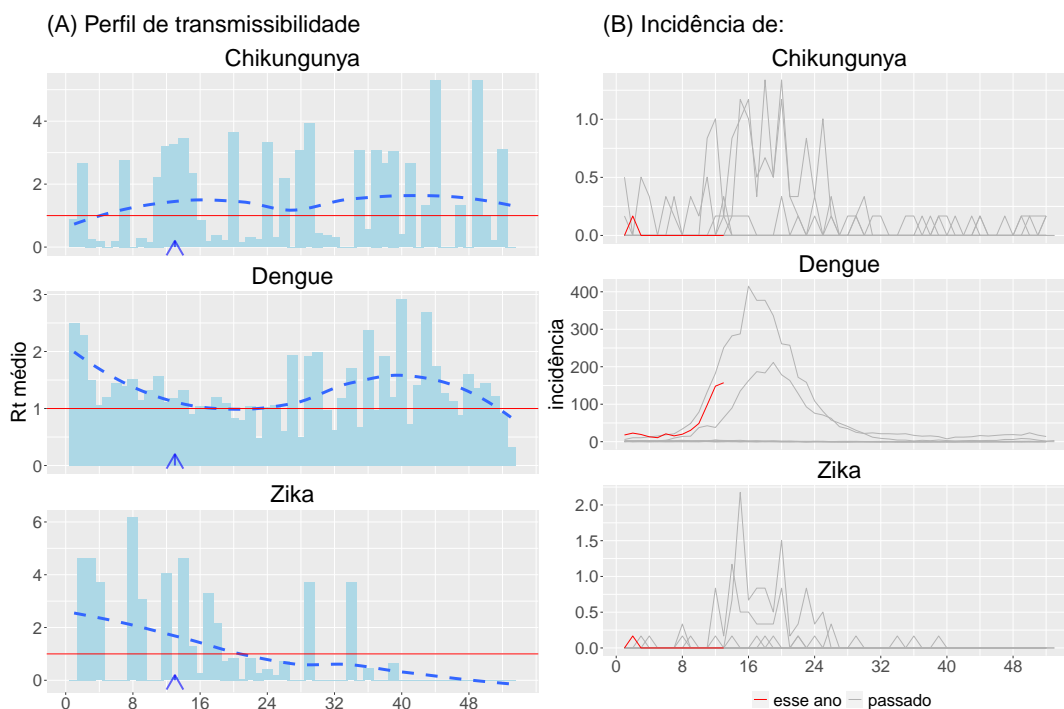 (A) Perfil de transmissibilidade
Chikungunya
4
2
0
Dengue
3
2
1
0
Rt médio
Zika
6
4
2
0
0 8 16 24 32 40 48
(B) Incidência de:
Chikungunya
1.0
0.5
0.0
Dengue
400
300
200
100
0
incidência
Zika
2.0
1.5
1.0
0.5
0.0
0 8 16 24 32 40 48
esse ano passado